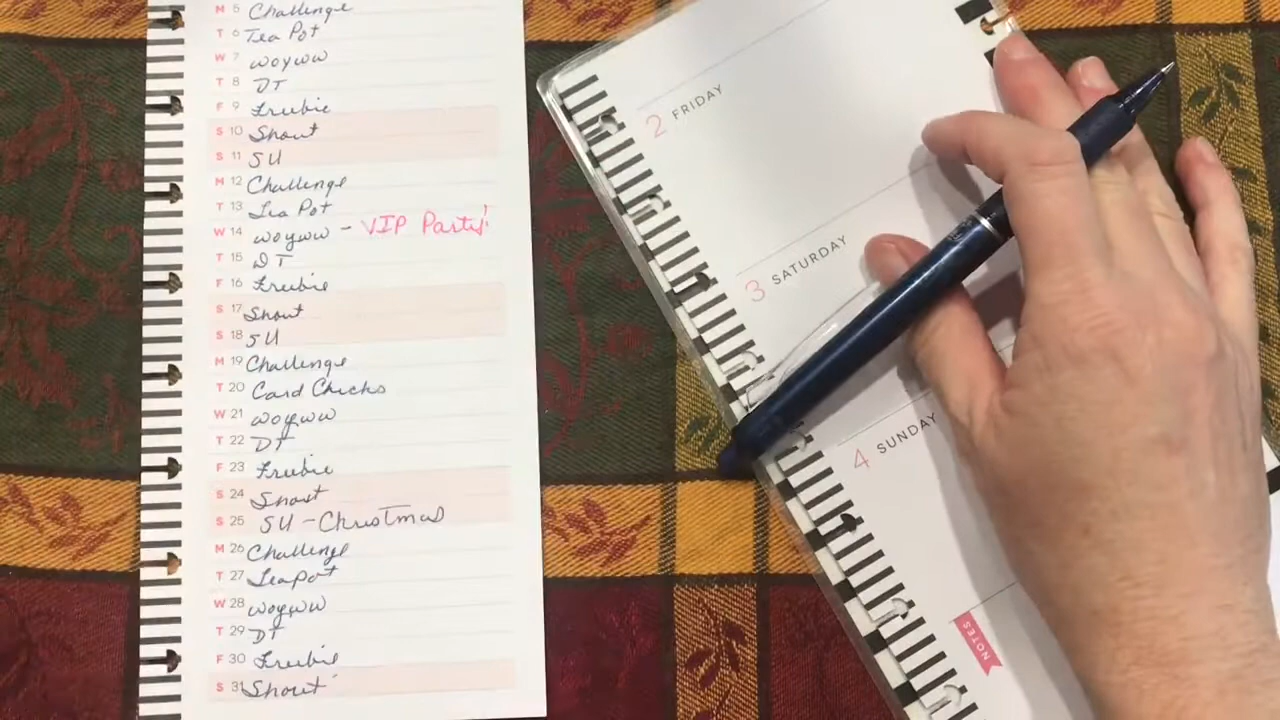 M 5 Challenge
T 6 Tea Pot
W 7 woyww
T 8 DT
F 9 Freebie
S 10 Shout
S 11 SU
M 12 Challenge
T 13 Tea Pot
W 14 woyww - VIP Party!
T 15 DT
F 16 Freebie
S 17 Shout
S 18 SU
M 19 Challenge
T 20 Card Chicks
W 21 woyww
T 22 DT
F 23 Freebie
S 24 Shout
S 25 SU - Christmas
M 26 Challenge
T 27 Tea Pot
W 28 woyww
T 29 DT
F 30 Freebie
S 31 Shout
2 FRIDAY
3 SATURDAY
4 SUNDAY
NOTES